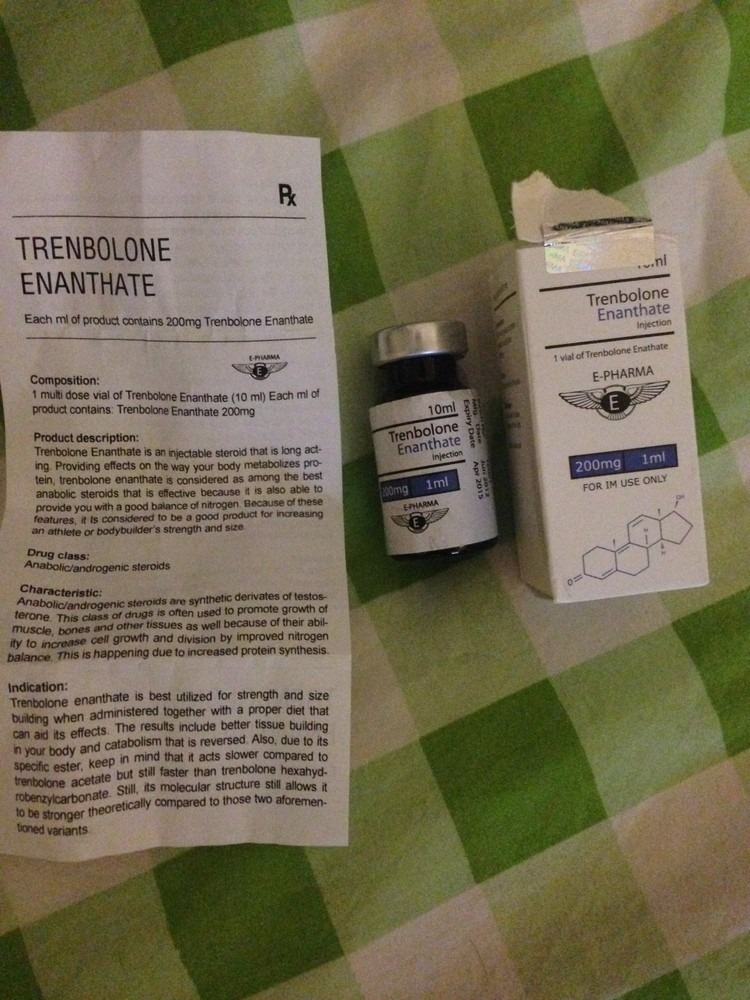 Rx
TRENBOLONE
ENANTHATE
Each ml of product contains 200mg Trenbolone Enanthate
E-PHARMA
E
Composition:
1 multi dose vial of Trenbolone Enanthate (10 ml) Each ml of
product contains: Trenbolone Enanthate 200mg
Product description:
Trenbolone Enanthate is an injectable steroid that is long act-
ing. Providing effects on the way your body metabolizes pro-
tein, trenbolone enanthate is considered as among the best
anabolic steroids that is effective because it is also able to
provide you with a good balance of nitrogen. Because of these
features, it is considered to be a good product for increasing
an athlete or bodybuilder's strength and size.
Drug class:
Anabolic/androgenic steroids
Characteristic:
Anabolic/androgenic steroids are synthetic derivates of testos-
terone. This class of drugs is often used to promote growth of
muscle, bones and other tissues as well because of their abil-
ity to increase cell growth and division by improved nitrogen
balance. This is happening due to increased protein synthesis.
Indication:
Trenbolone enanthate is best utilized for strength and size
building when administered together with a proper diet that
can aid its effects. The results include better tissue building
in your body and catabolism that is reversed. Also, due to its
specific ester, keep in mind that it acts slower compared to
trenbolone acetate but still faster than trenbolone hexahyd-
robenzylcarbonate. Still, its molecular structure still allows it
to be stronger theoretically compared to those two aforemen-
tioned variants.
10ml
Trenbolone
Enanthate
Injection
200mg 1ml
E-PHARMA
E
Expiry Date
Apr 2015
10ml
Trenbolone
Enanthate
Injection
1 vial of Trenbolone Enathate
E-PHARMA
E
200mg 1ml
FOR IM USE ONLY
O
H
H
H
OH